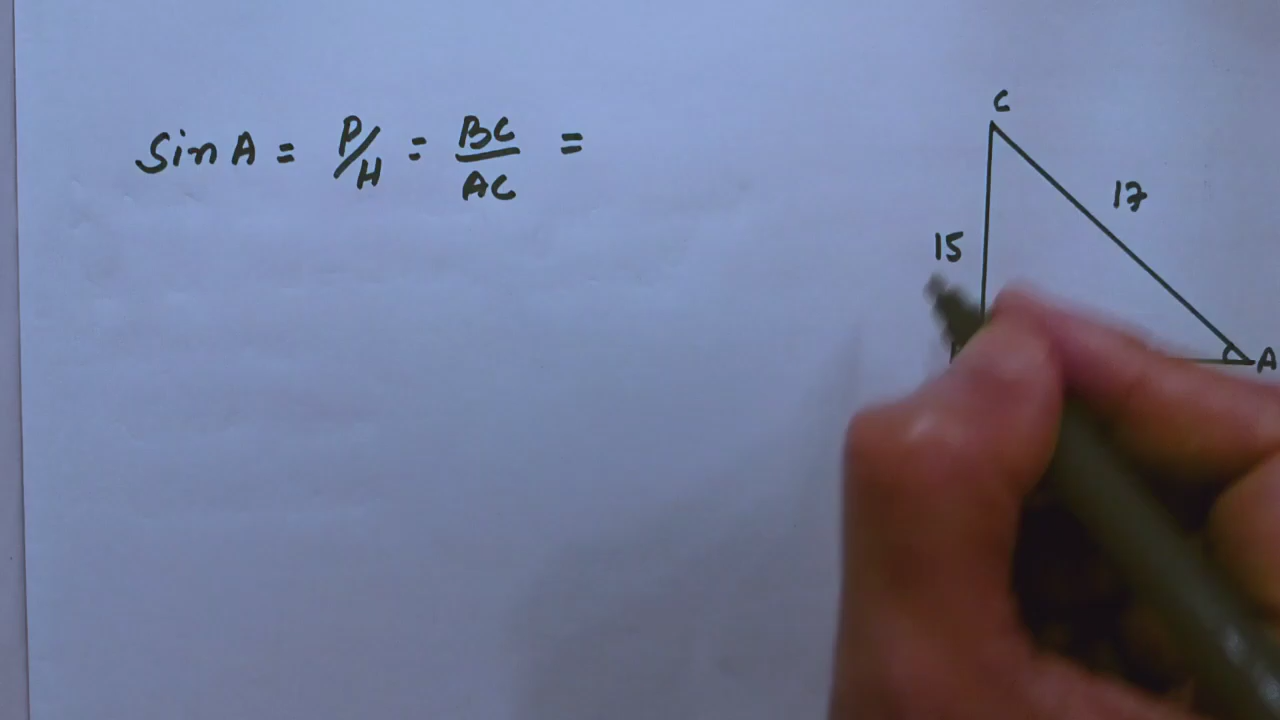 Sin A = P/H = BC/AC =
C
17
15
A